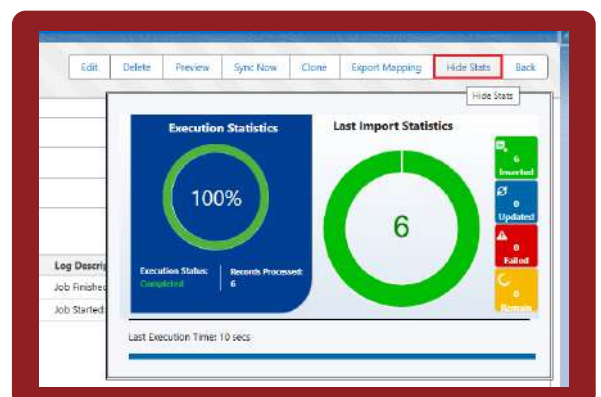 Edit Delete Preview Sync Now Clone Export Mapping Hide Stats Back
Hide Stats
Execution Statistics
Last Import Statistics
100%
6
6
Inserted
0
Updated
0
Failed
0
Remain
Execution Status:
Completed
Records Processed:
6
Log Descrip
Job Finished
Job Started:
Last Execution Time: 10 secs